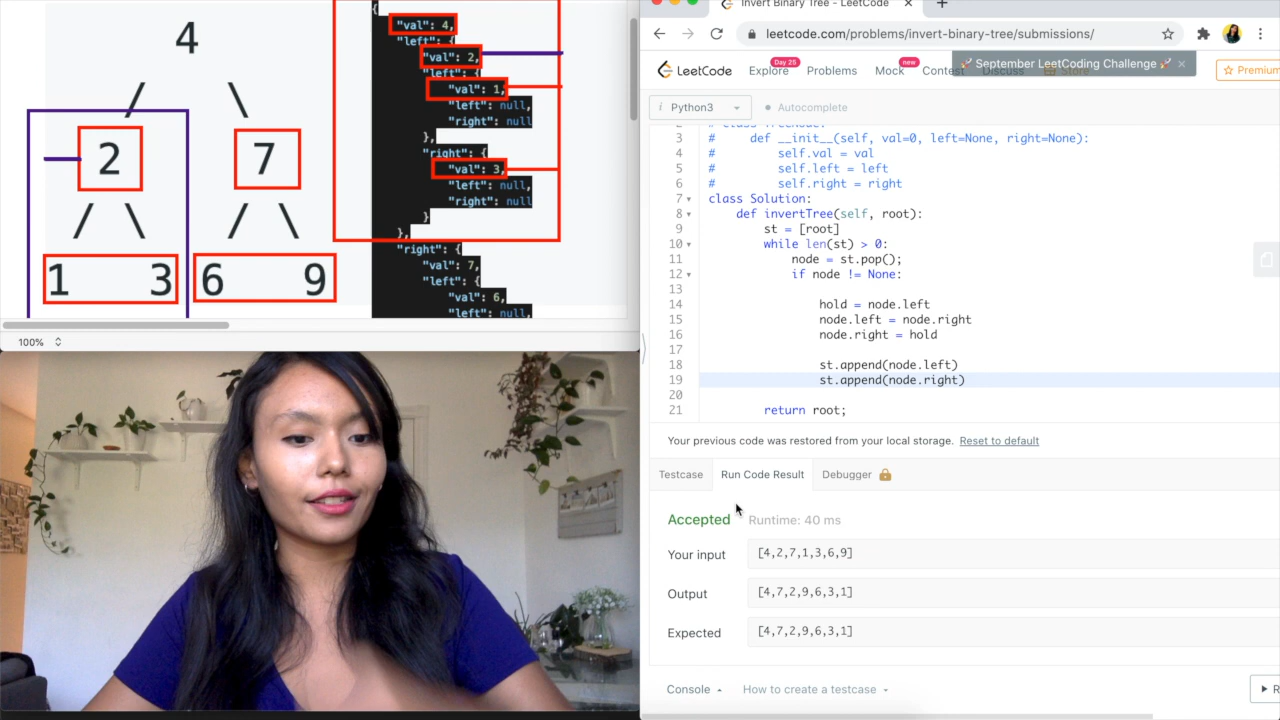 4
2
7
1 3 6 9
{
"val": 4,
"left": {
"val": 2,
"left": {
"val": 1,
"left": null,
"right": null
},
"right": {
"val": 3,
"left": null,
"right": null
}
},
"right": {
"val": 7,
"left": {
"val": 6,
"left": null,
100%
Invert Binary Tree - LeetCode
leetcode.com/problems/invert-binary-tree/submissions/
September LeetCoding Challenge
LeetCode
Explore
Day 25
Problems
Mock
new
Contest
Discuss
Premium
i Python3
Autocomplete
2 # class TreeNode:
3 # def __init__(self, val=0, left=None, right=None):
4 # self.val = val
5 # self.left = left
6 # self.right = right
7 class Solution:
8 def invertTree(self, root):
9 st = [root]
10 while len(st) > 0:
11 node = st.pop();
12 if node != None:
13
14 hold = node.left
15 node.left = node.right
16 node.right = hold
17
18 st.append(node.left)
19 st.append(node.right)
20
21 return root;
Your previous code was restored from your local storage. Reset to default
Testcase Run Code Result Debugger
Accepted Runtime: 40 ms
Your input [4,2,7,1,3,6,9]
Output [4,7,2,9,6,3,1]
Expected [4,7,2,9,6,3,1]
Console How to create a testcase